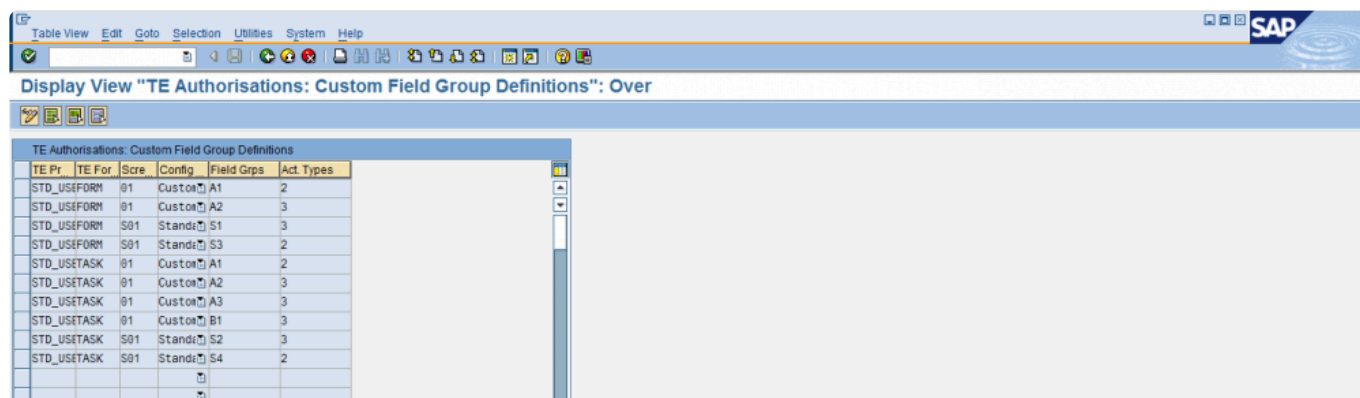 Table View Edit Goto Selection Utilities System Help
SAP
Display View "TE Authorisations: Custom Field Group Definitions": Over
TE Authorisations: Custom Field Group Definitions
TE Pr... TE For... Scre... Config... Field Grps Act. Types
STD_USE FORM 01 Custom A1 2
STD_USE FORM 01 Custom A2 3
STD_USE FORM S01 Standa S1 3
STD_USE FORM S01 Standa S3 2
STD_USE TASK 01 Custom A1 2
STD_USE TASK 01 Custom A2 3
STD_USE TASK 01 Custom A3 3
STD_USE TASK 01 Custom B1 3
STD_USE TASK S01 Standa S2 3
STD_USE TASK S01 Standa S4 2